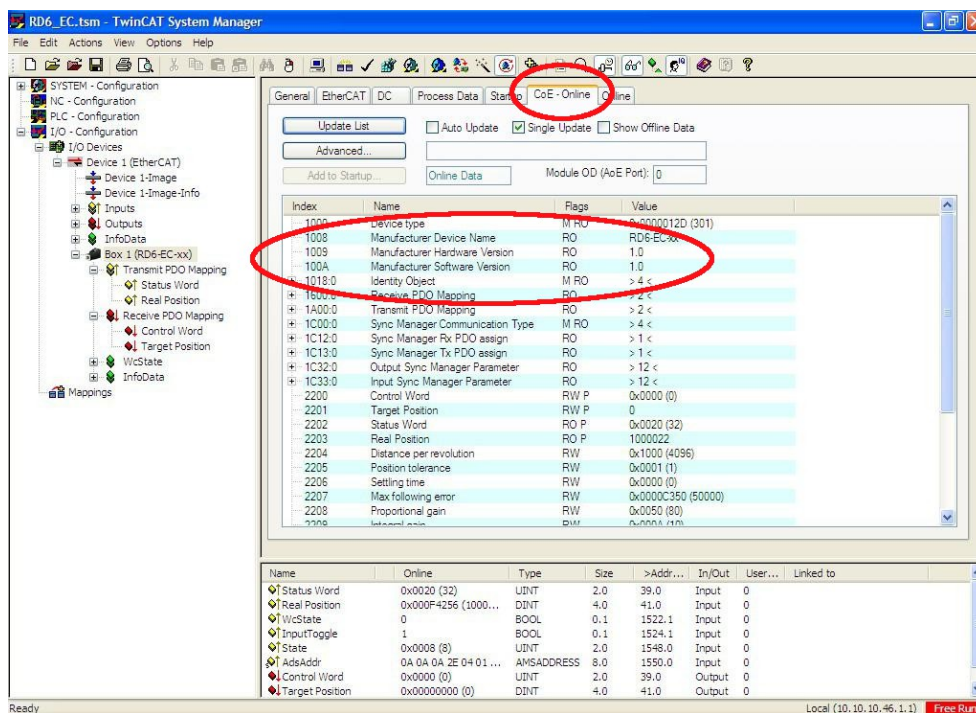 RD6_EC.tsm - TwinCAT System Manager
File Edit Actions View Options Help
SYSTEM - Configuration
NC - Configuration
PLC - Configuration
I/O - Configuration
I/O Devices
Device 1 (EtherCAT)
Device 1-Image
Device 1-Image-Info
Inputs
Outputs
InfoData
Box 1 (RD6-EC-xx)
Transmit PDO Mapping
Status Word
Real Position
Receive PDO Mapping
Control Word
Target Position
WcState
InfoData
Mappings
General EtherCAT DC Process Data Startup CoE - Online Online
Update List Auto Update Single Update Show Offline Data
Advanced...
Add to Startup... Online Data Module OD (AoE Port): 0
Index Name Flags Value
1000 Device type M RO 0x0000012D (301)
1008 Manufacturer Device Name RO RD6-EC-xx
1009 Manufacturer Hardware Version RO 1.0
100A Manufacturer Software Version RO 1.0
1018:0 Identity Object M RO > 4 <
1600:0 Receive PDO Mapping RO > 2 <
1A00:0 Transmit PDO Mapping RO > 2 <
1C00:0 Sync Manager Communication Type M RO > 4 <
1C12:0 Sync Manager Rx PDO assign RO > 1 <
1C13:0 Sync Manager Tx PDO assign RO > 1 <
1C32:0 Output Sync Manager Parameter RO > 12 <
1C33:0 Input Sync Manager Parameter RO > 12 <
2200 Control Word RW P 0x0000 (0)
2201 Target Position RW P 0
2202 Status Word RO P 0x0020 (32)
2203 Real Position RO P 1000022
2204 Distance per revolution RW 0x1000 (4096)
2205 Position tolerance RW 0x0001 (1)
2206 Settling time RW 0x0000 (0)
2207 Max following error RW 0x0000C350 (50000)
2208 Proportional gain RW 0x0050 (80)
2209 Integral gain RW 0x000A (10)
Name Online Type Size >Addr... In/Out User... Linked to
Status Word 0x0020 (32) UINT 2.0 39.0 Input 0
Real Position 0x000F4256 (1000... DINT 4.0 41.0 Input 0
WcState 0 BOOL 0.1 1522.1 Input 0
InputToggle 1 BOOL 0.1 1524.1 Input 0
State 0x0008 (8) UINT 2.0 1548.0 Input 0
AdsAddr 0A 0A 0A 2E 04 01 ... AMSADDRESS 8.0 1550.0 Input 0
Control Word 0x0000 (0) UINT 2.0 39.0 Output 0
Target Position 0x00000000 (0) DINT 4.0 41.0 Output 0
Ready Local (10.10.10.46.1.1) Free Run